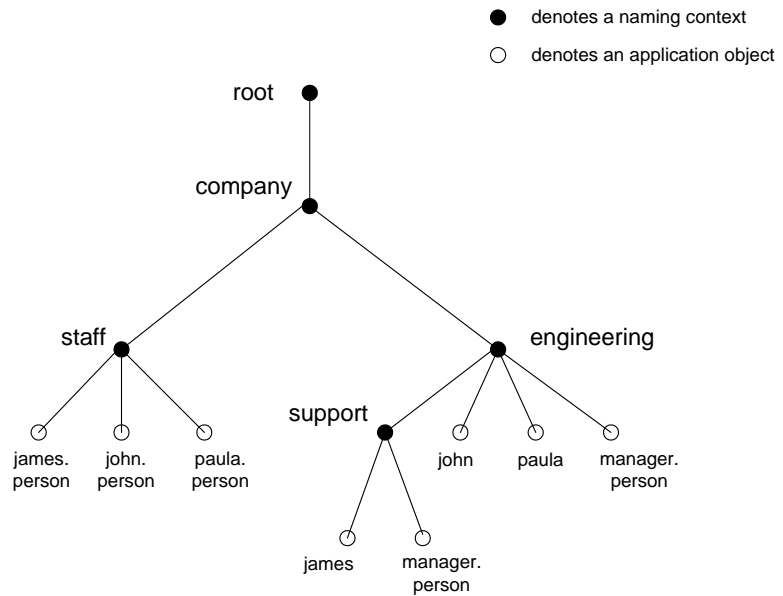 denotes a naming context
denotes an application object
root
company
staff
engineering
support
james.
person
john.
person
paula.
person
john
paula
manager.
person
james
manager.
person